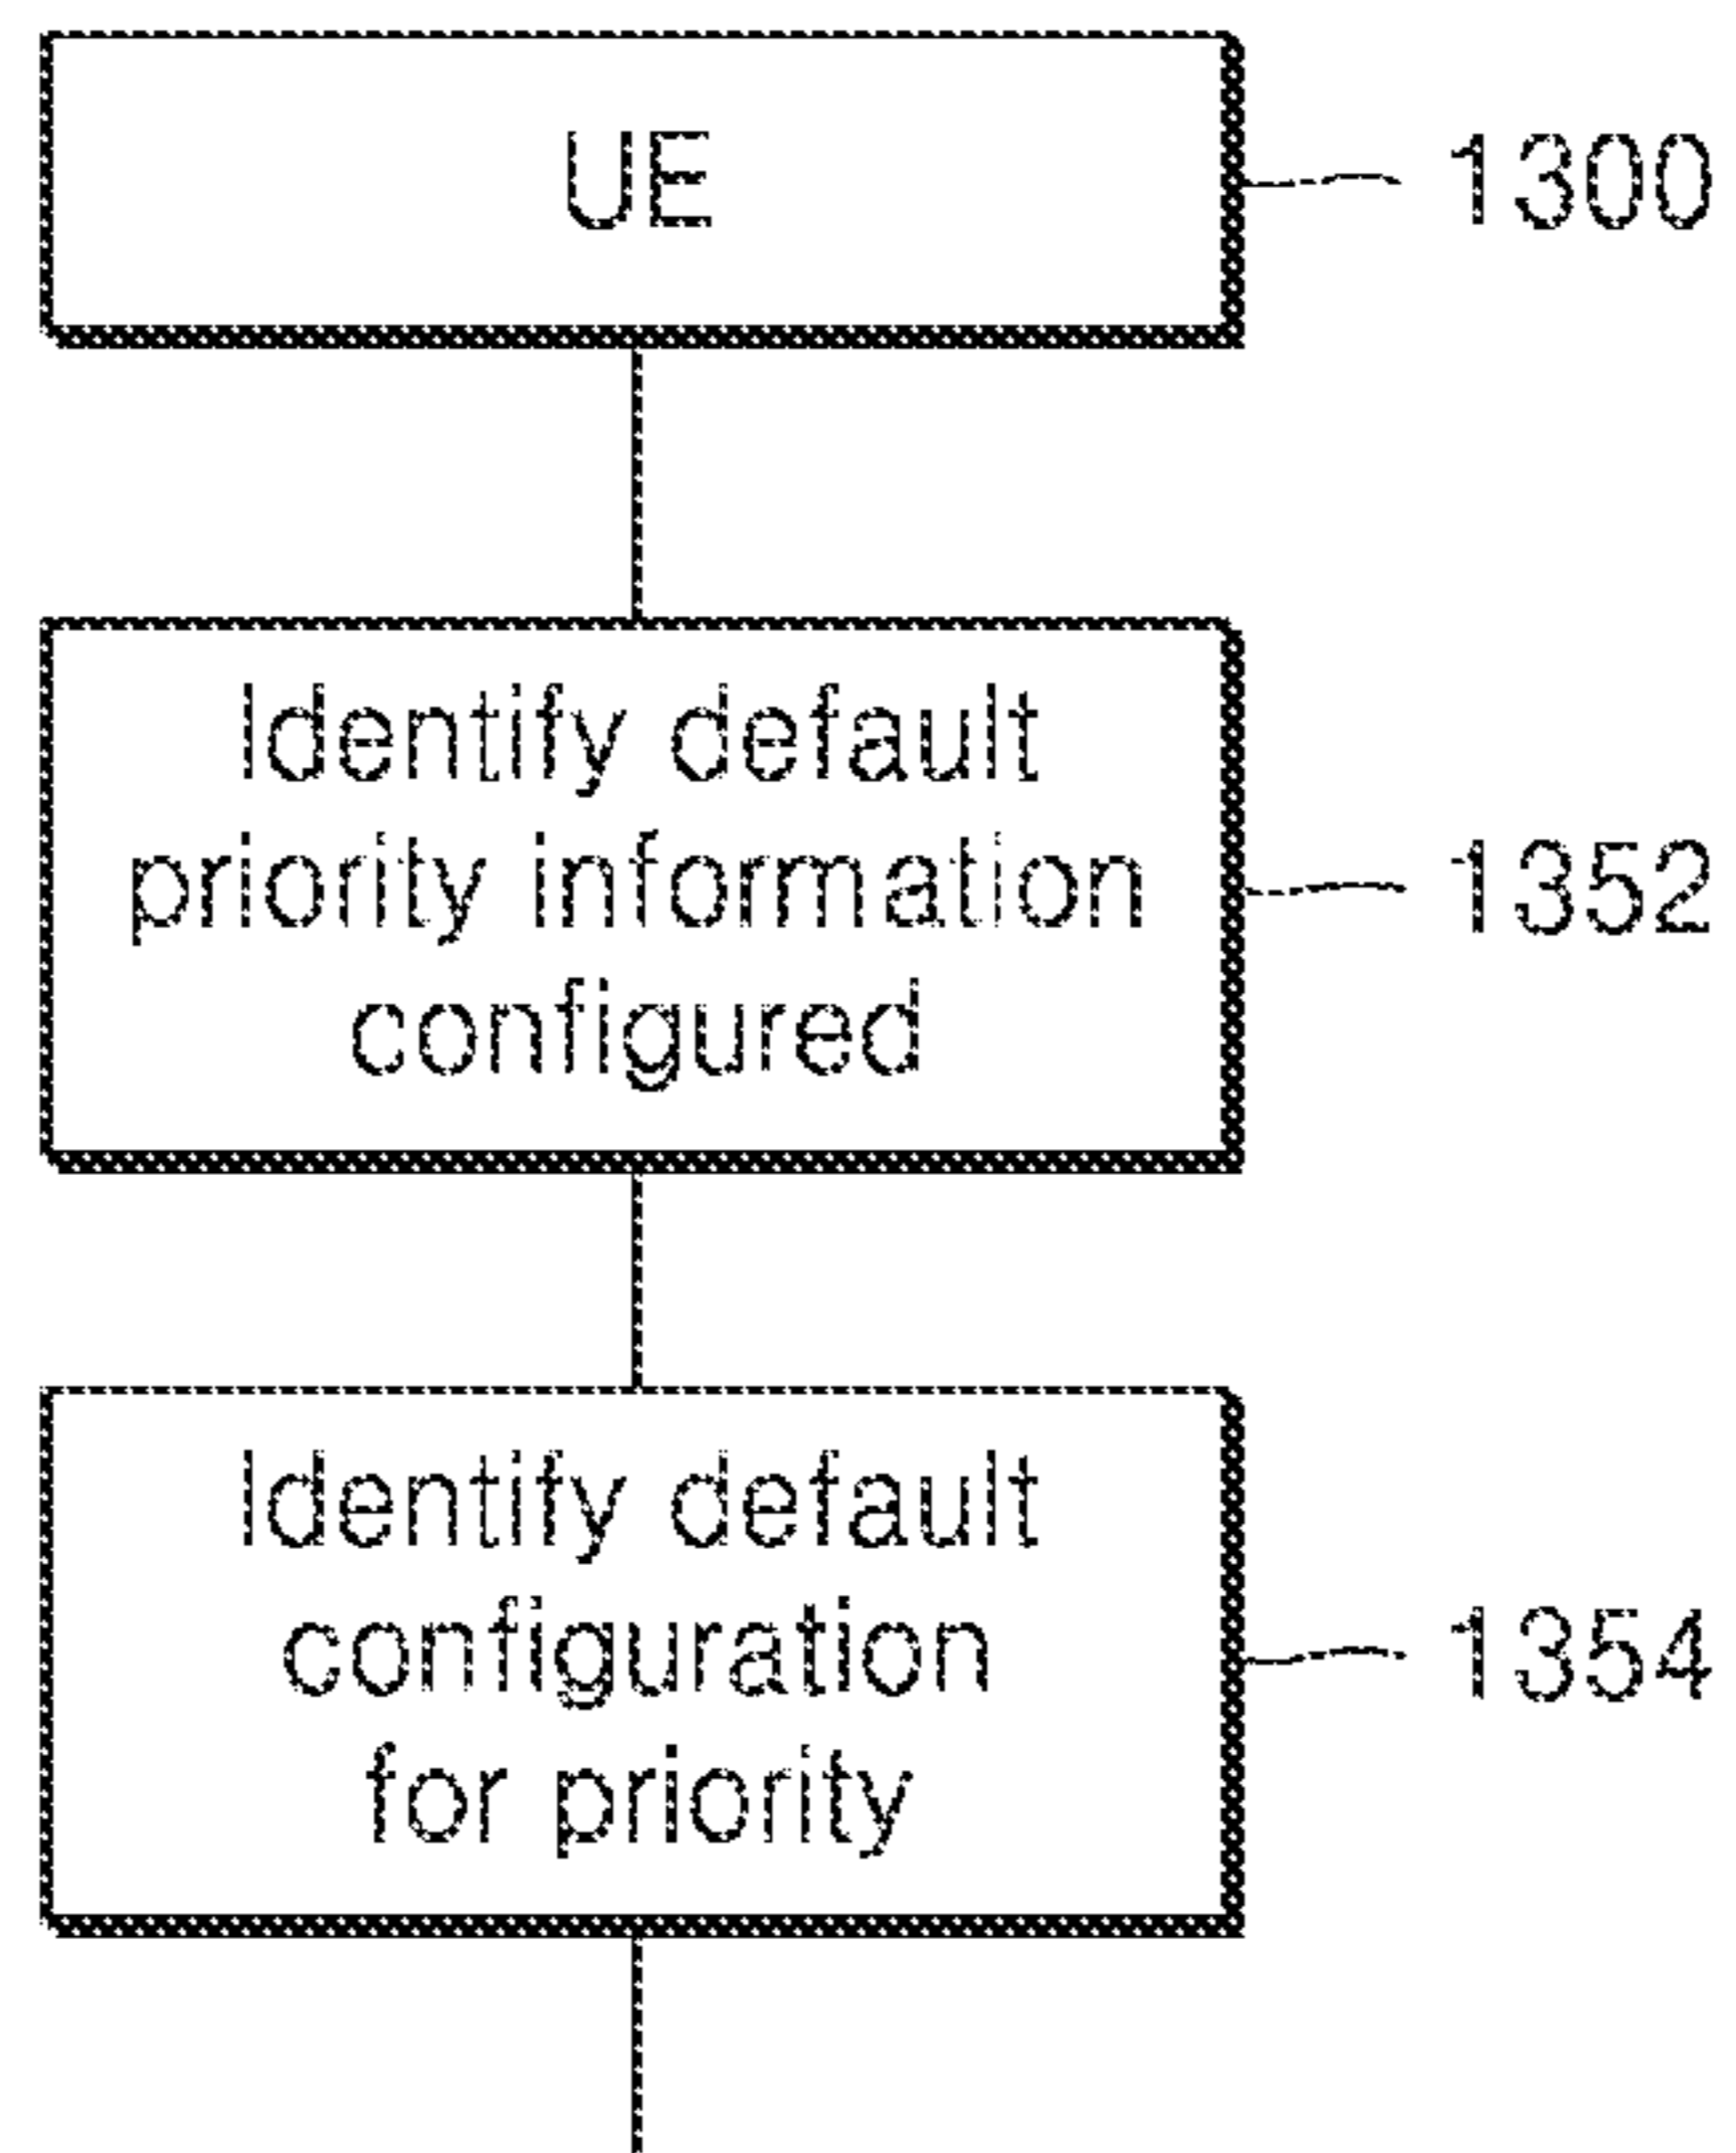 UE
1300
Identify default
priority information
configured
1352
Identify default
configuration
for priority
1354